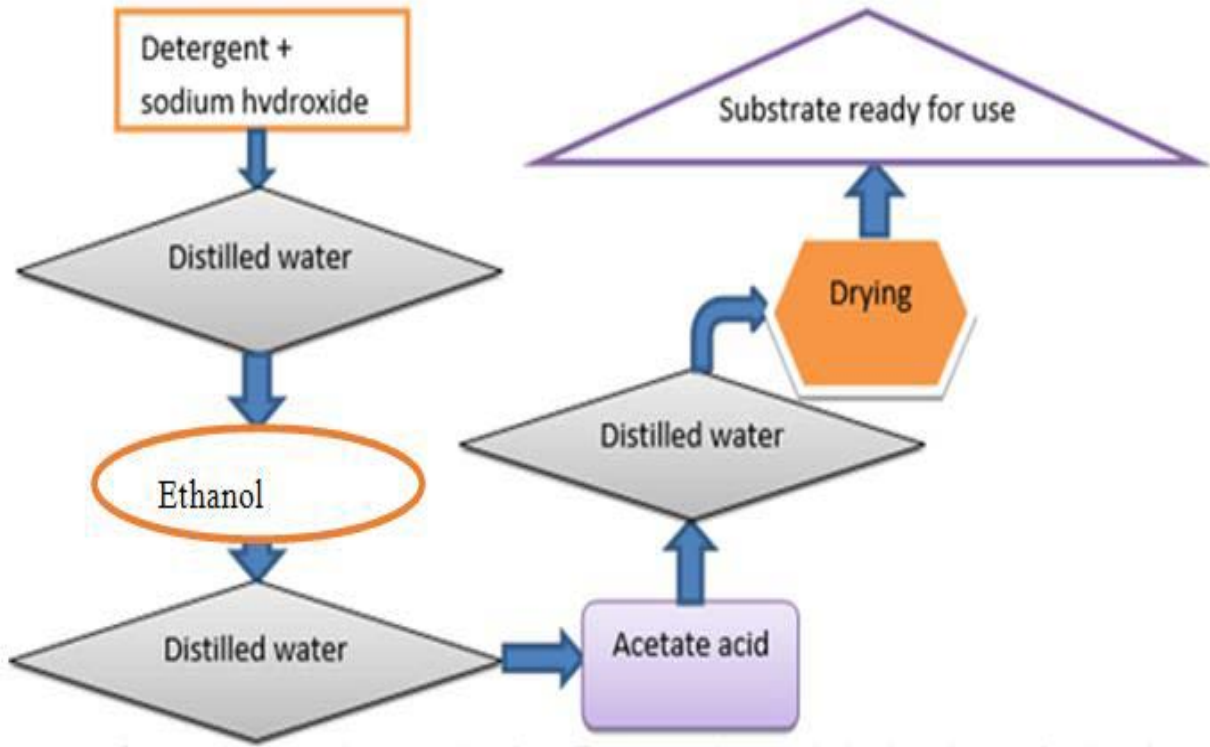 Detergent +
sodium hvdroxide
Distilled water
Ethanol
Distilled water
Acetate acid
Distilled water
Drying
Substrate ready for use